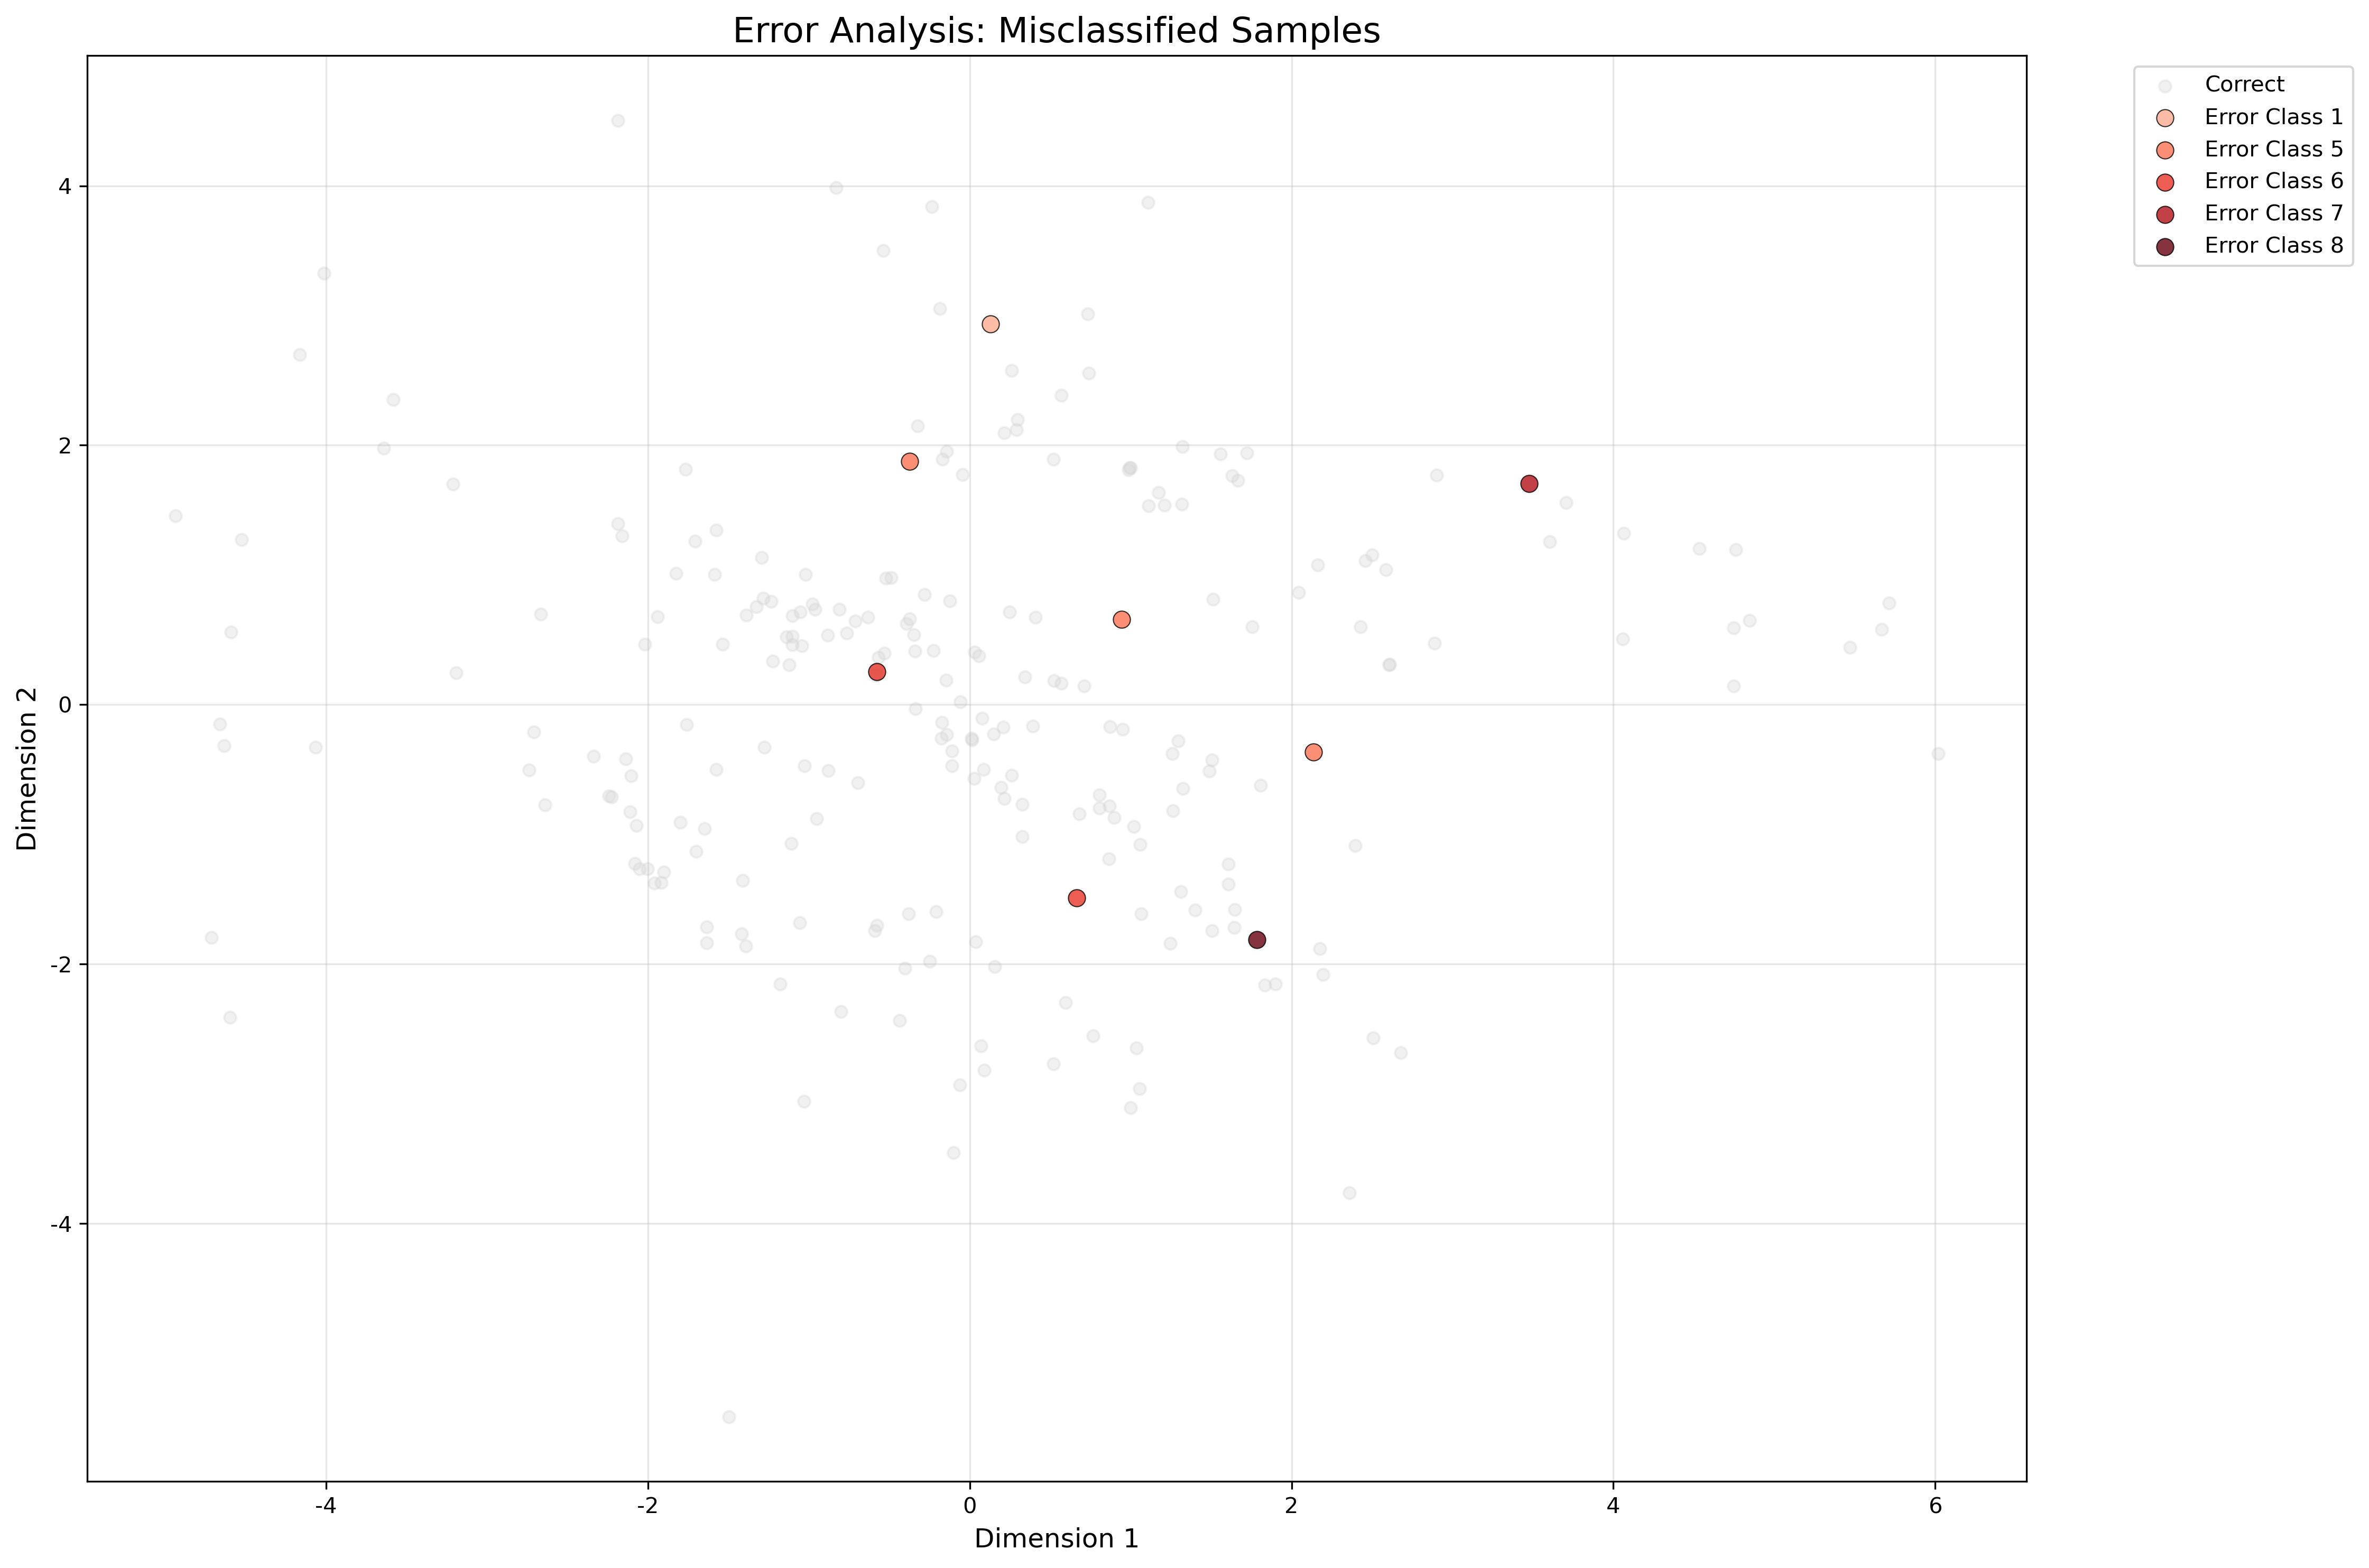 Error Analysis: Misclassified Samples
Correct
Error Class 1
Error Class 5
Error Class 6
Error Class 7
Error Class 8
4
2
0
-2
-4
Dimension 2
-4
-2
0
2
4
6
Dimension 1